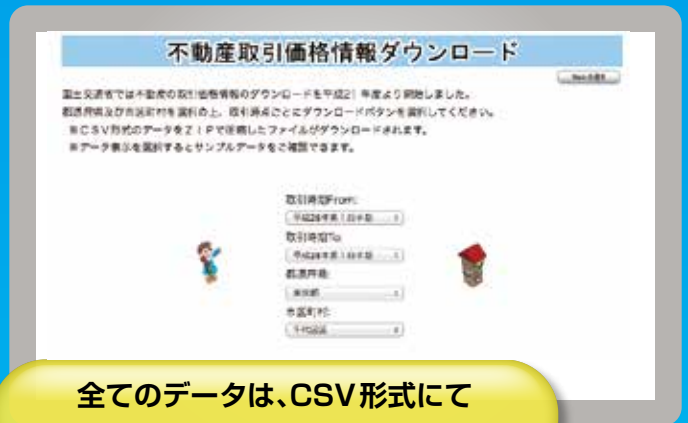 不動産取引価格情報ダウンロード
国土交通省では不動産の取引価格情報のダウンロードを平成21年度より開始しました。
都道府県及び市区町村を選択の上、取引時点ごとにダウンロードボタンを選択してください。
※CSV形式のデータをZIPで圧縮したファイルがダウンロードされます。
※データ表示を選択するとサンプルデータをご確認できます。
取引時期From:
取引時期To:
都道府県:
東京都
市区町村:
千代田区
全てのデータは、CSV形式にて